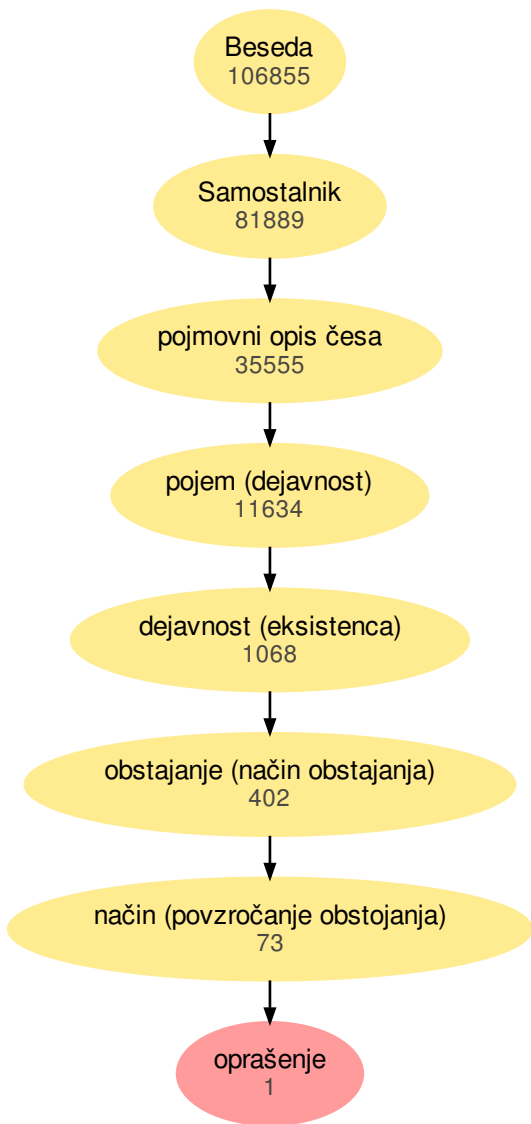 Beseda
106855
Samostalnik
81889
pojmovni opis česa
35555
pojem (dejavnost)
11634
dejavnost (eksistenca)
1068
obstajanje (način obstajanja)
402
način (povzročanje obstojanja)
73
oprašenje
1